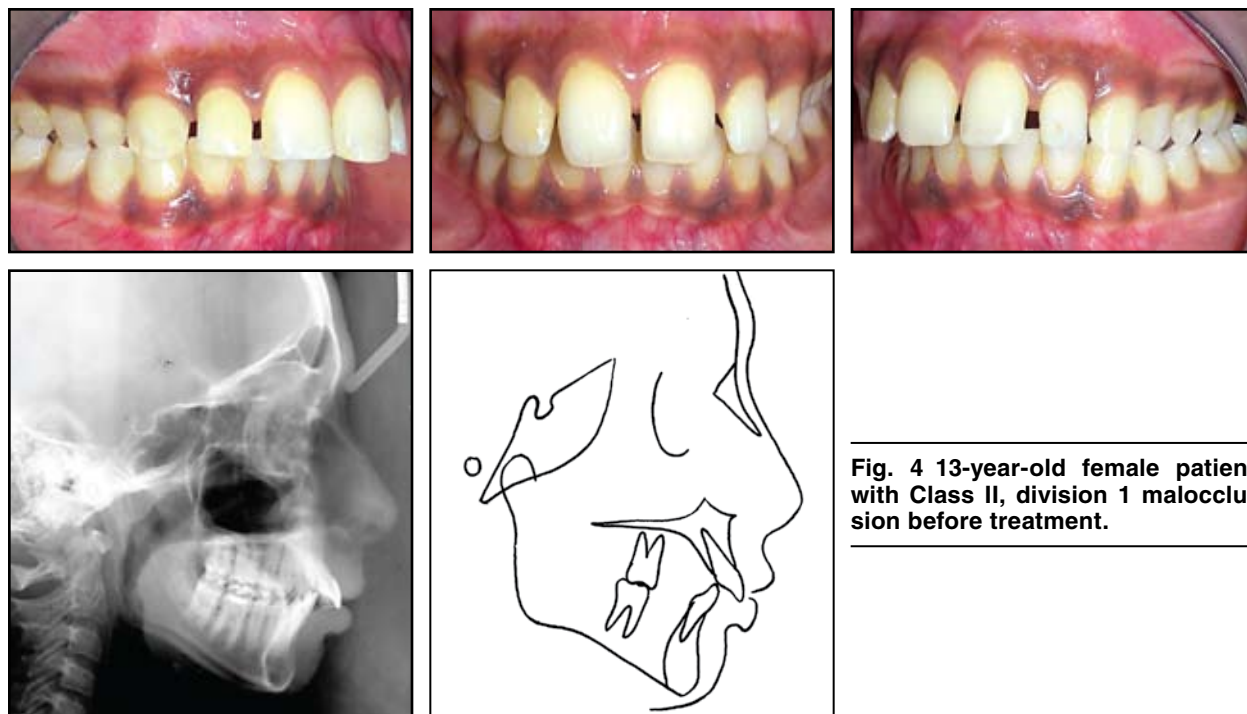 Fig. 4 13-year-old female patien
with Class II, division 1 malocclu
sion before treatment.